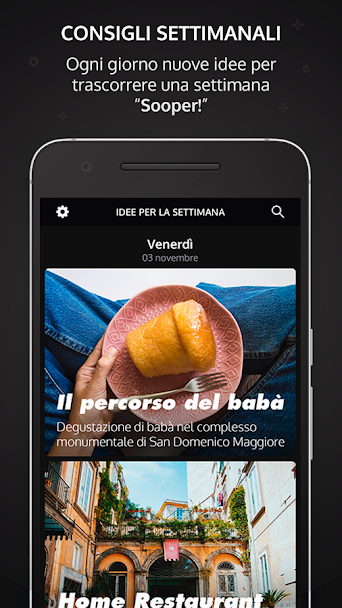 CONSIGLI SETTIMANALI
Ogni giorno nuove idee per
trascorrere una settimana
“Sooper!”
IDEE PER LA SETTIMANA
Venerdì
03 novembre
Il percorso del babà
Degustazione di babà nel complesso
monumentale di San Domenico Maggiore
Home Restaurant